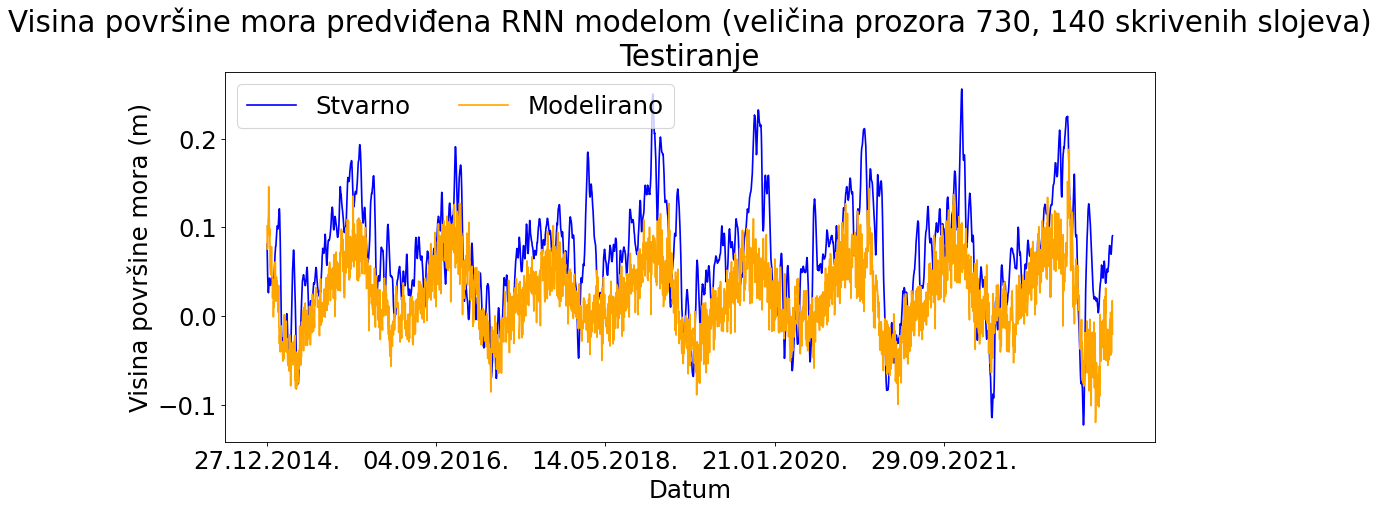 Visina površine mora predviđena RNN modelom (veličina prozora 730, 140 skrivenih slojeva)
Testiranje
Stvarno
Modelirano
Visina površine mora (m)
0.2
0.1
0.0
−0.1
27.12.2014.
04.09.2016.
14.05.2018.
21.01.2020.
29.09.2021.
Datum